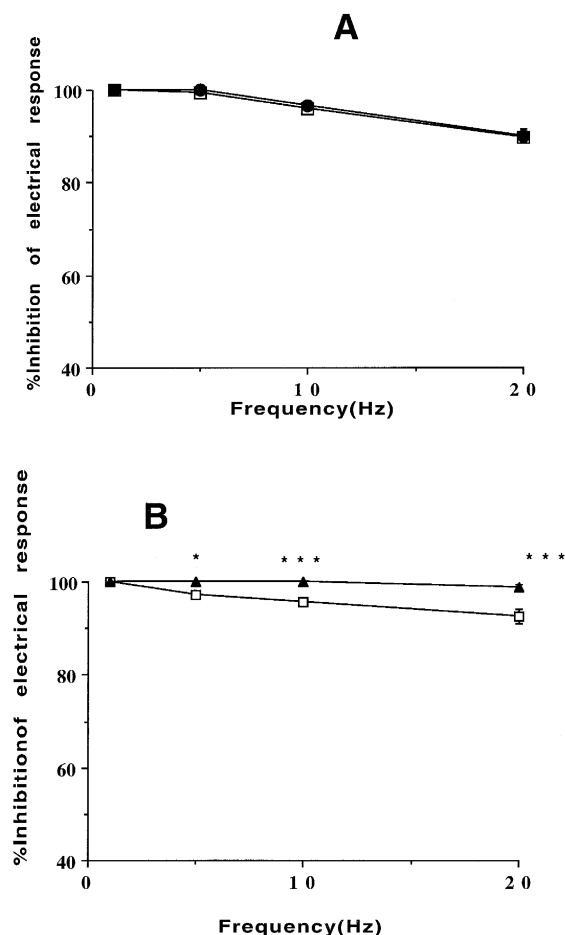 A
%Inhibition of electrical response
100
80
60
40
0 10 20
Frequency(Hz)
B
* *** ***
%Inhibitionof electrical response
100
80
60
40
0 10 20
Frequency(Hz)